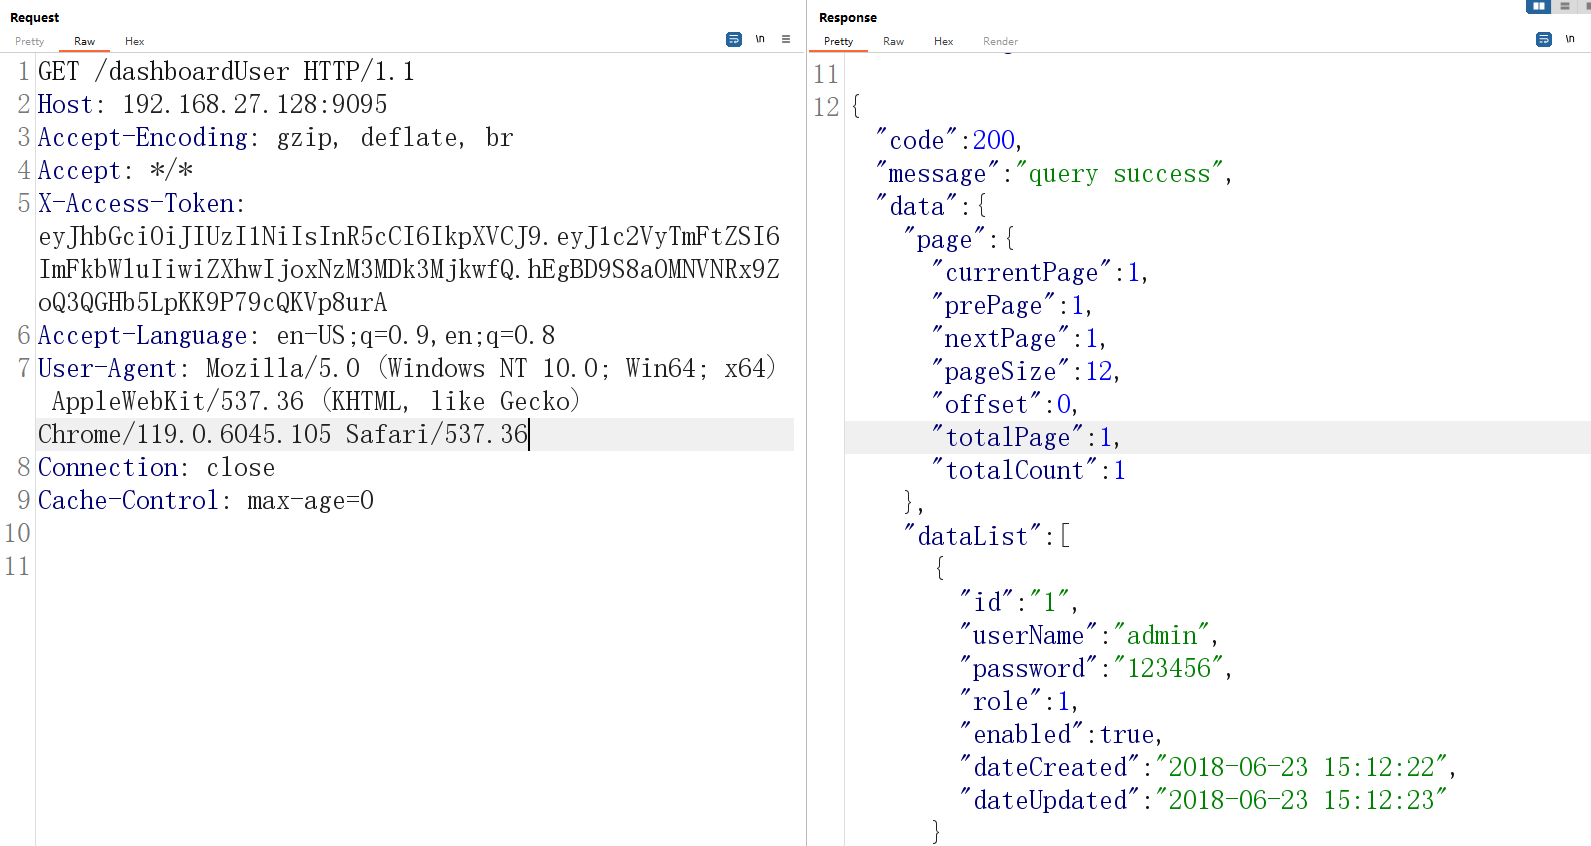 Request
Pretty Raw Hex
\n
1 GET /dashboardUser HTTP/1.1
2 Host: 192.168.27.128:9095
3 Accept-Encoding: gzip, deflate, br
4 Accept: */*
5 X-Access-Token:
eyJhbGciOiJIUzI1NiIsInR5cCI6IkpXVCJ9.eyJ1c2VyTmFtZSI6
ImFkbWluIiwiZXhwIjoxNzM3MDk3MjkwfQ.hEgBD9S8aOMNVNRx9Z
oQ3QGHb5LpKK9P79cQKVp8urA
6 Accept-Language: en-US;q=0.9,en;q=0.8
7 User-Agent: Mozilla/5.0 (Windows NT 10.0; Win64; x64)
AppleWebKit/537.36 (KHTML, like Gecko)
Chrome/119.0.6045.105 Safari/537.36
8 Connection: close
9 Cache-Control: max-age=0
10
11
Response
Pretty Raw Hex Render
\n
11
12 {
"code":200,
"message":"query success",
"data":{
"page":{
"currentPage":1,
"prePage":1,
"nextPage":1,
"pageSize":12,
"offset":0,
"totalPage":1,
"totalCount":1
},
"dataList":[
{
"id":"1",
"userName":"admin",
"password":"123456",
"role":1,
"enabled":true,
"dateCreated":"2018-06-23 15:12:22",
"dateUpdated":"2018-06-23 15:12:23"
}